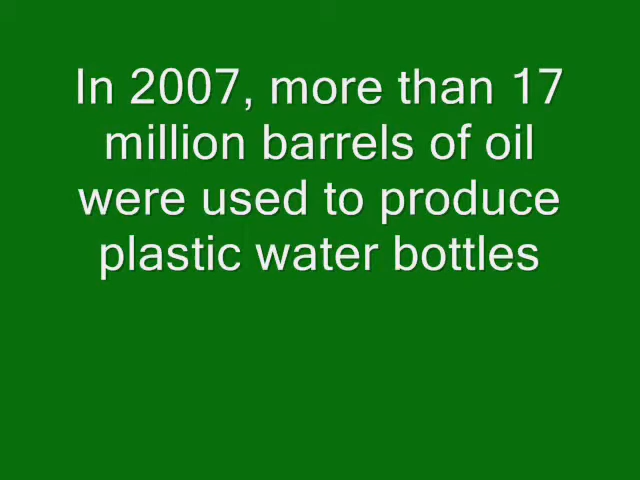 In 2007, more than 17
million barrels of oil
were used to produce
plastic water bottles